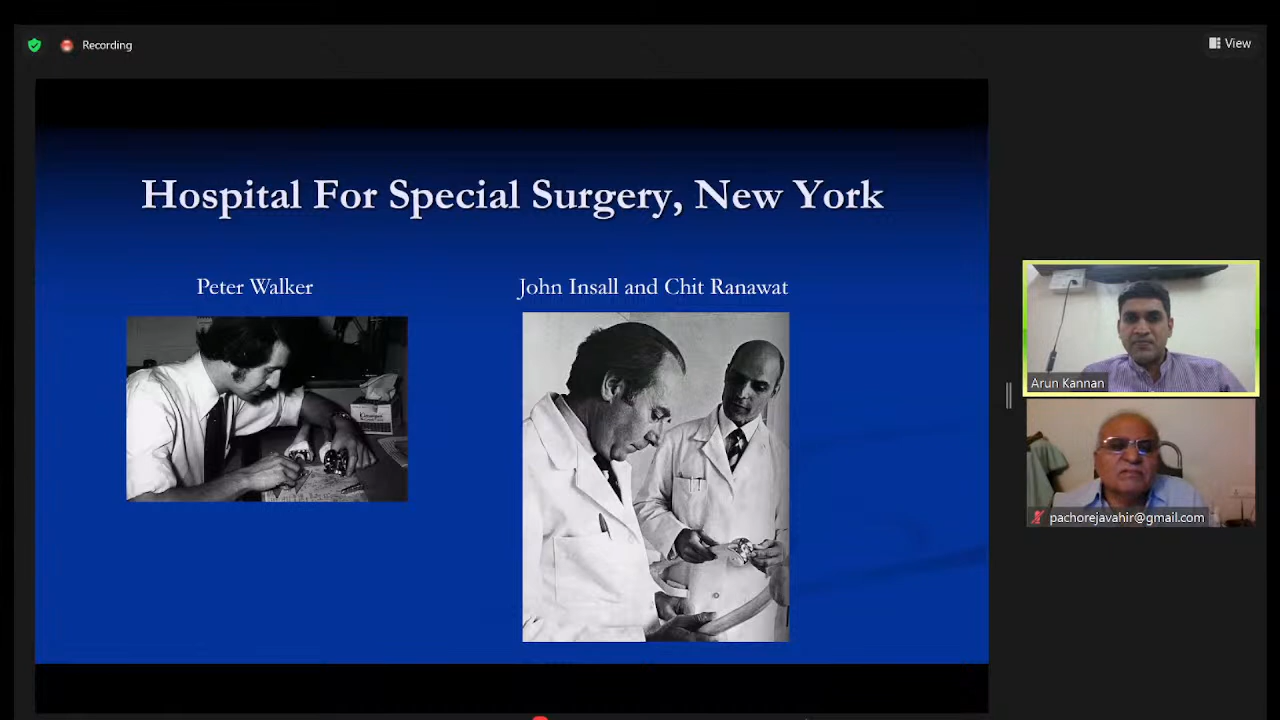 Recording
View
Hospital For Special Surgery, New York
Peter Walker
John Insall and Chit Ranawat
Arun Kannan
pachorejavahir@gmail.com